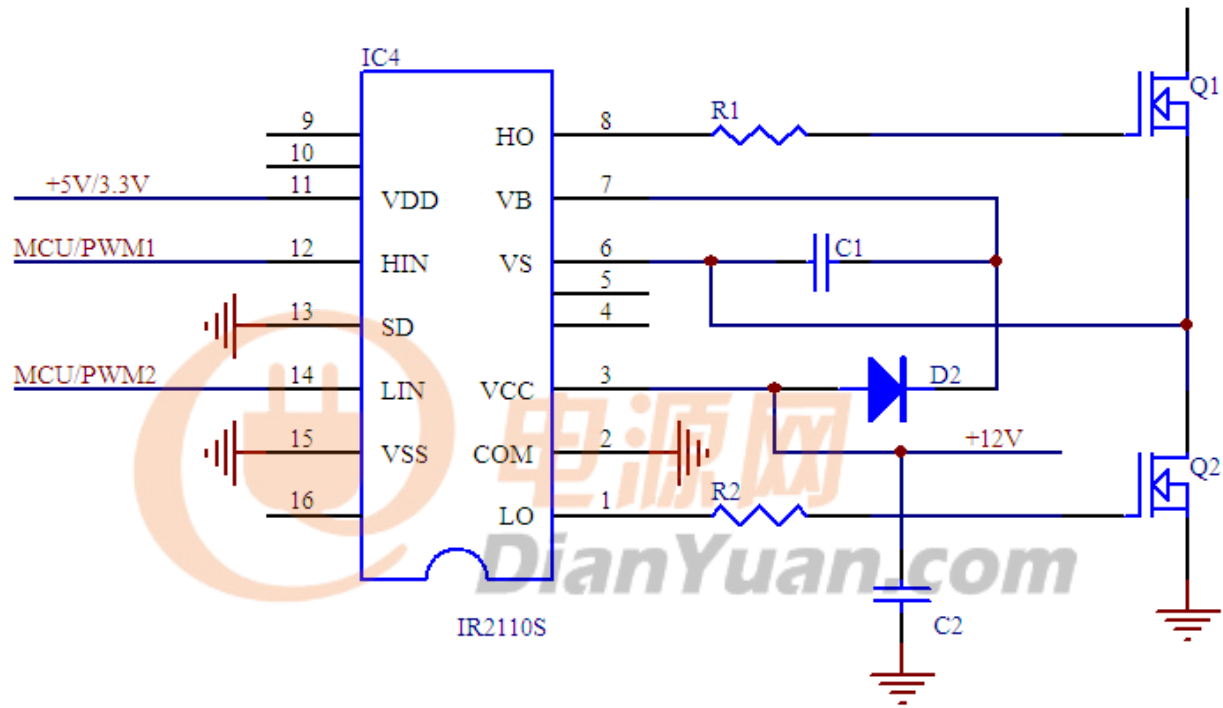 IC4
9
10
+5V/3.3V
11
VDD
MCU/PWM1
12
HIN
13
SD
MCU/PWM2
14
LIN
15
VSS
16
HO
8
R1
Q1
VB
7
VS
6
C1
5
4
VCC
3
D2
COM
2
+12V
LO
1
R2
Q2
C2
IR2110S
电源网
DianYuan.com